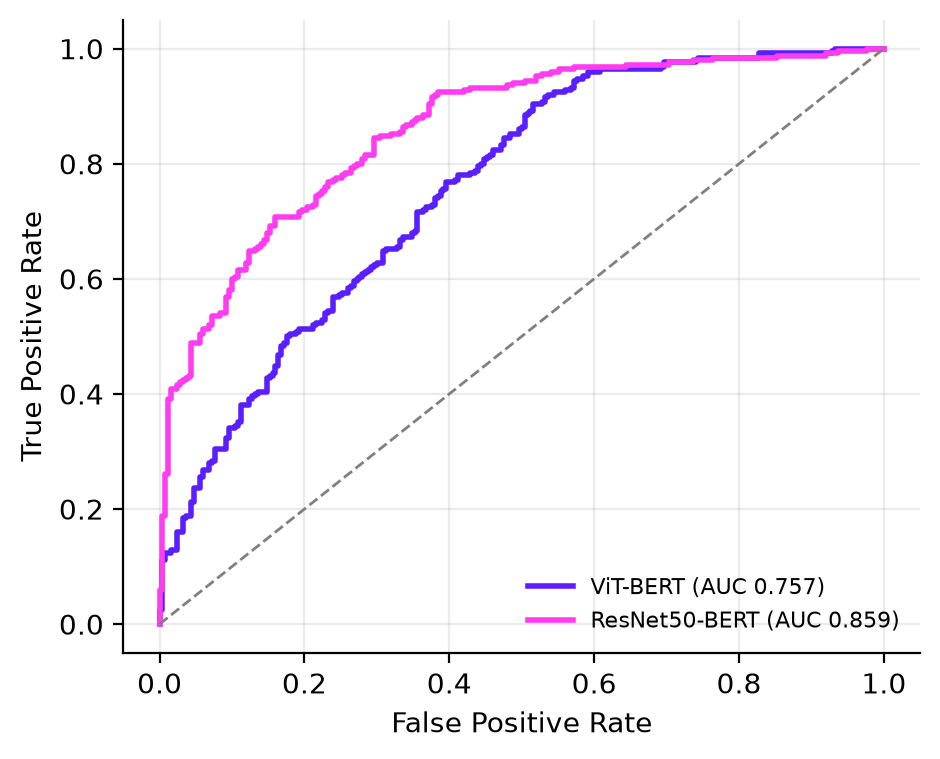 1.0
0.8
0.6
0.4
0.2
0.0
True Positive Rate
ViT-BERT (AUC 0.757)
ResNet50-BERT (AUC 0.859)
0.0 0.2 0.4 0.6 0.8 1.0
False Positive Rate